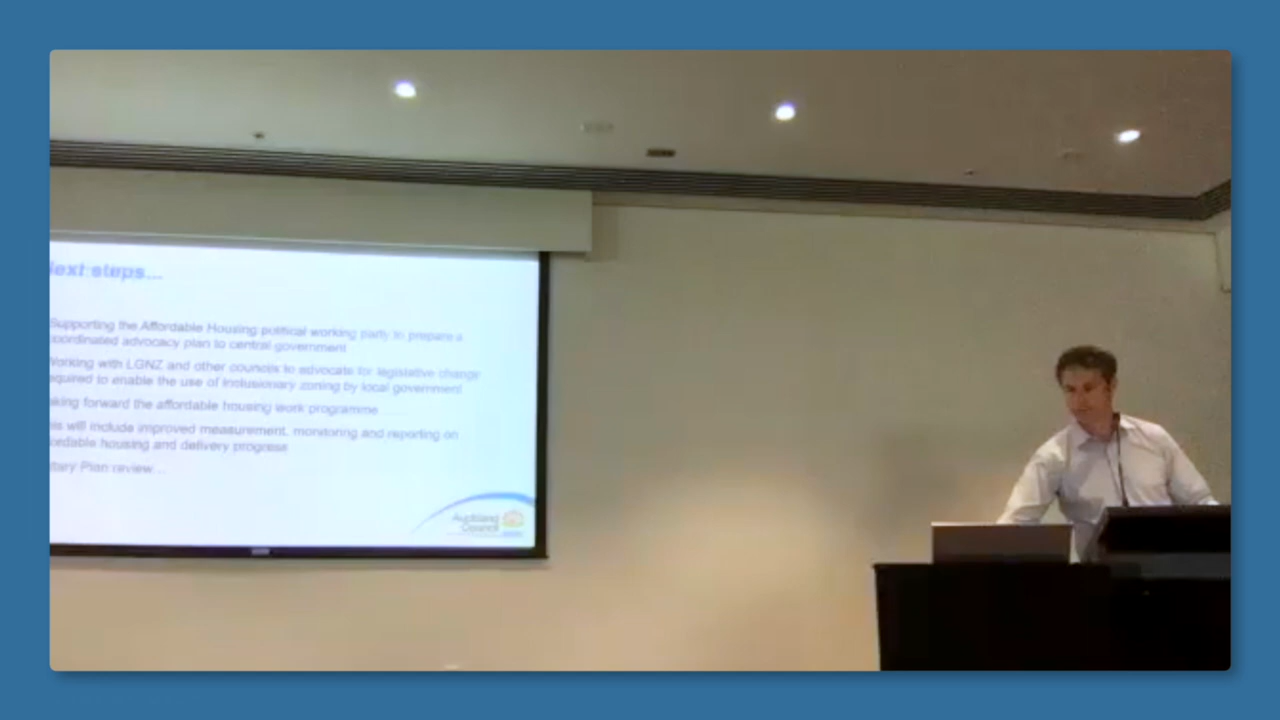 ext steps...
Supporting the Affordable Housing political working party to prepare a
coordinated advocacy plan to central government
Working with LGNZ and other councils to advocate for legislative change
quired to enable the use of inclusionary zoning by local government
king forward the affordable housing work programme
is will include improved measurement, monitoring and reporting on
ordable housing and delivery progress
itary Plan review...
Auckland
Council